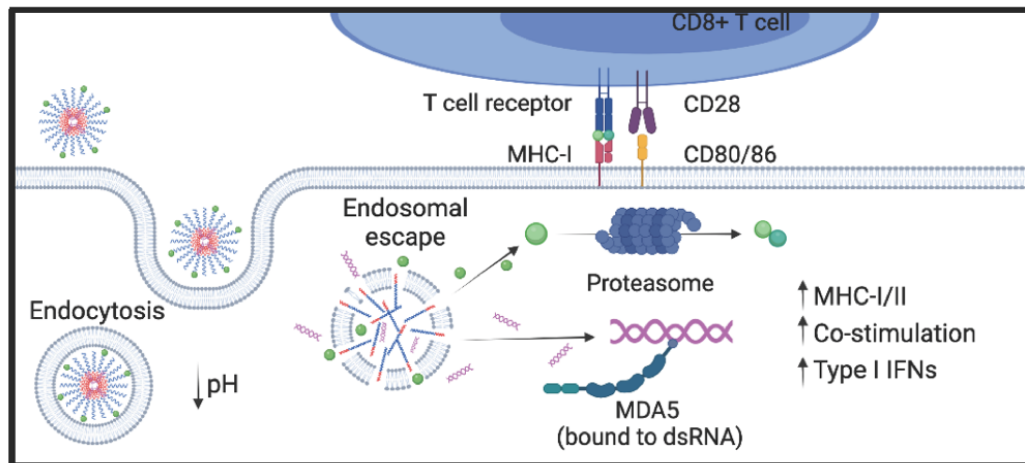 CD8+ T cell
T cell receptor
CD28
MHC-I
CD80/86
Endosomal
escape
Proteasome
Endocytosis
pH
MHC-I/II
Co-stimulation
Type I IFNs
MDA5
(bound to dsRNA)